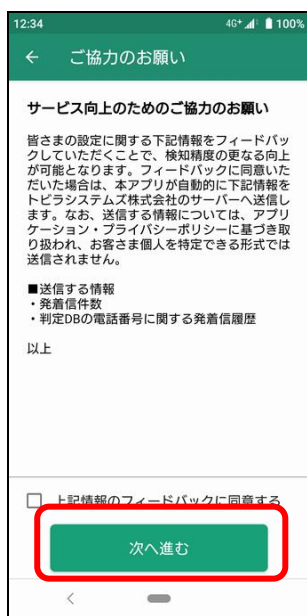 12:34 4G+ 100%
← ご協力のお願い
サービス向上のためのご協力のお願い
皆さまの設定に関する下記情報をフィードバッ
クしていただくことで、検知精度の更なる向上
が可能となります。フィードバックに同意いた
だいた場合は、本アプリが自動的に下記情報を
トビラシステムズ株式会社のサーバーへ送信し
ます。なお、送信する情報については、アプリ
ケーション・プライバシーポリシーに基づき取
り扱われ、お客さま個人を特定できる形式では
送信されません。
■送信する情報
・発着信件数
・判定DBの電話番号に関する発着信履歴
以上
上記情報のフィードバックに同意する
次へ進む